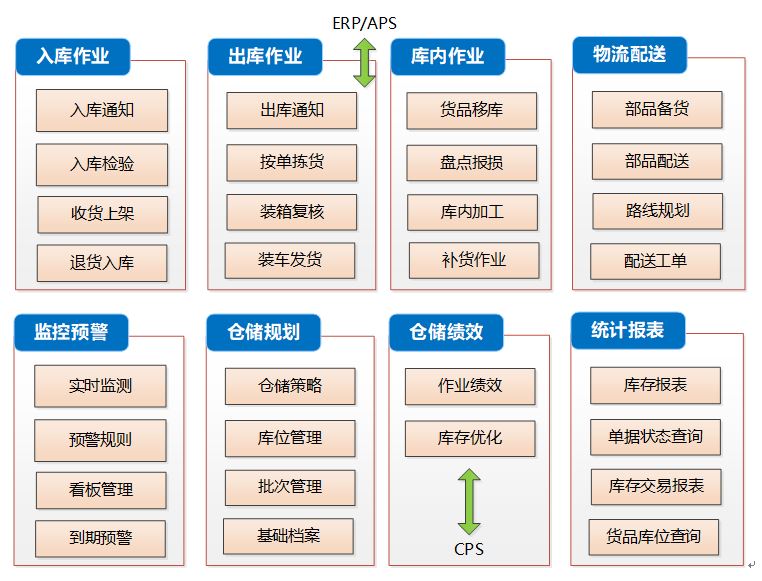 ERP/APS
入库作业
入库通知
入库检验
收货上架
退货入库
出库作业
出库通知
按单拣货
装箱复核
装车发货
库内作业
货品移库
盘点报损
库内加工
补货作业
物流配送
部品备货
部品配送
路线规划
配送工单
监控预警
实时监测
预警规则
看板管理
到期预警
仓储规划
仓储策略
库位管理
批次管理
基础档案
仓储绩效
作业绩效
库存优化
CPS
统计报表
库存报表
单据状态查询
库存交易报表
货品库位查询